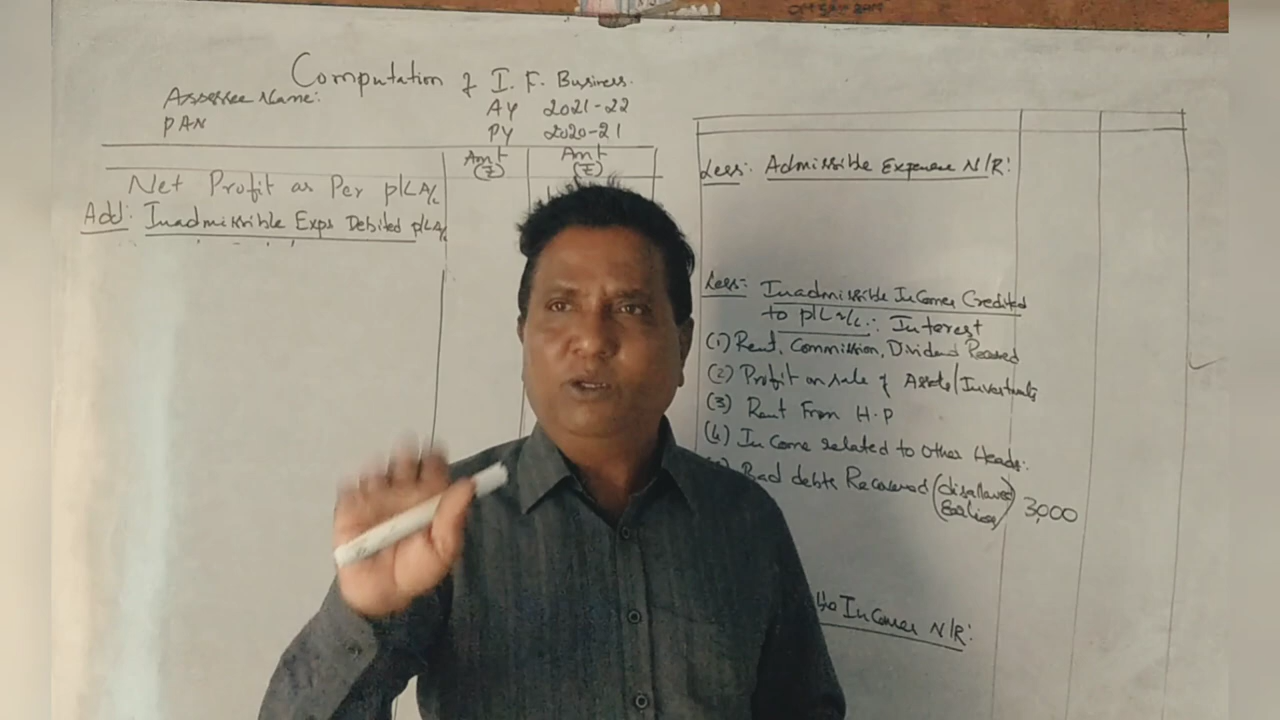 Computation of I. F. Business.
Assessee Name:
AY 2021-22
PAN
PY 2020-21
Amt (₹)
Amt (₹)
Net Profit as Per P/L A/c
Add: Inadmissible Exps Debited P/L A/c
Less: Admissible Expense N/R:
Less:- Inadmissible Incomes Credited
to P/L A/c: Interest
(1) Rent, Commission, Dividend Received
(2) Profit on sale of Assets/Investments
(3) Rent From H.P
(4) Income related to other Heads:
Bad debts Recovered (disallowed Earlier) 3,000
Incomes N/R: